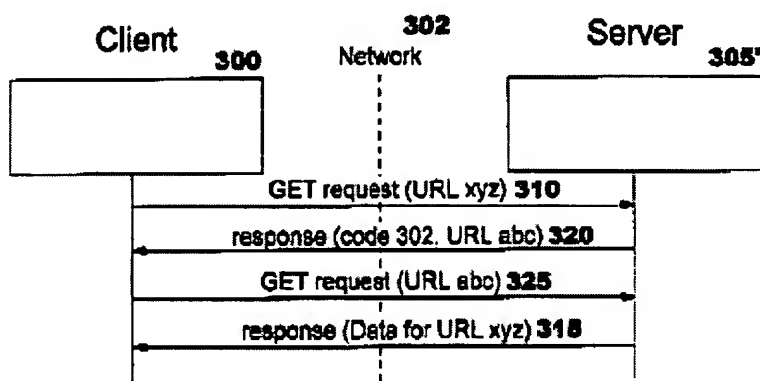 Client
300
302
Network
Server
305'
GET request (URL xyz) 310
response (code 302. URL abc) 320
GET request (URL abc) 325
response (Data for URL xyz) 315